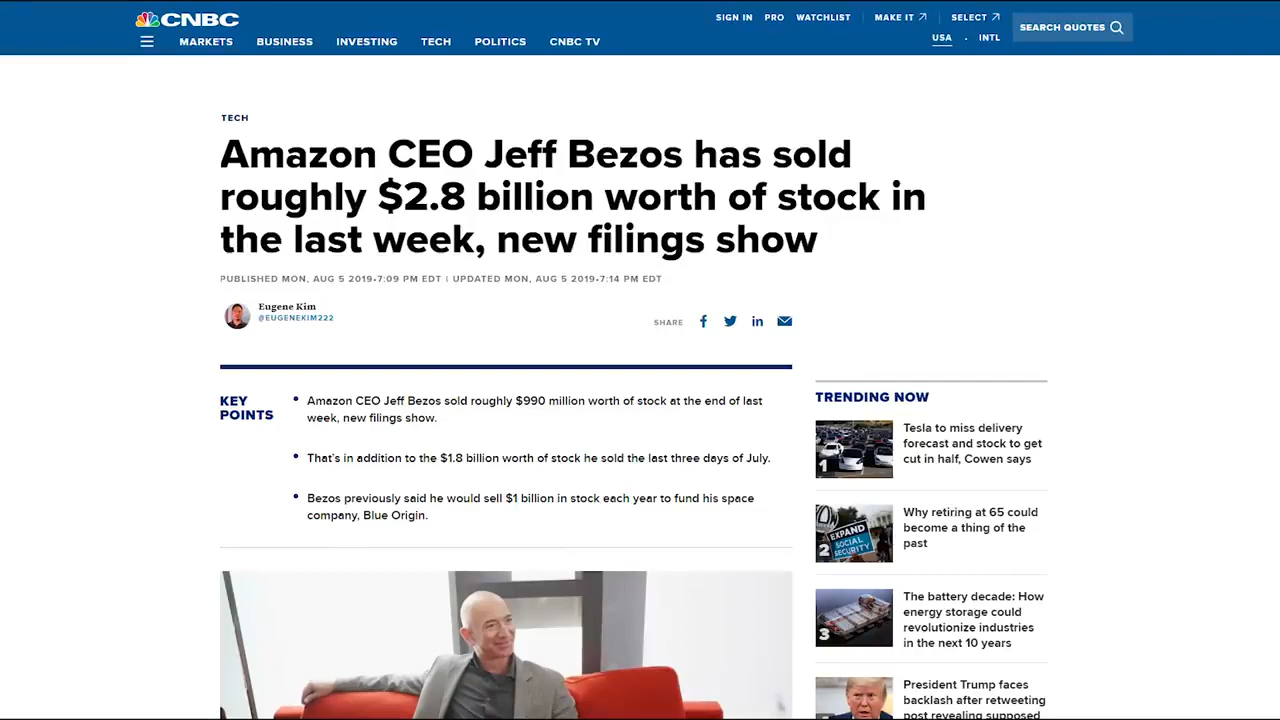 CNBC
SIGN IN PRO WATCHLIST MAKE IT SELECT
USA · INTL
SEARCH QUOTES
MARKETS BUSINESS INVESTING TECH POLITICS CNBC TV
TECH
Amazon CEO Jeff Bezos has sold
roughly $2.8 billion worth of stock in
the last week, new filings show
PUBLISHED MON, AUG 5 2019•7:09 PM EDT | UPDATED MON, AUG 5 2019•7:14 PM EDT
Eugene Kim
@EUGENEKIM222
SHARE
KEY
POINTS
• Amazon CEO Jeff Bezos sold roughly $990 million worth of stock at the end of last
week, new filings show.
• That's in addition to the $1.8 billion worth of stock he sold the last three days of July.
• Bezos previously said he would sell $1 billion in stock each year to fund his space
company, Blue Origin.
TRENDING NOW
1
Tesla to miss delivery
forecast and stock to get
cut in half, Cowen says
EXPAND
SOCIAL
SECURITY
2
Why retiring at 65 could
become a thing of the
past
3
The battery decade: How
energy storage could
revolutionize industries
in the next 10 years
President Trump faces
backlash after retweeting
post revealing supposed